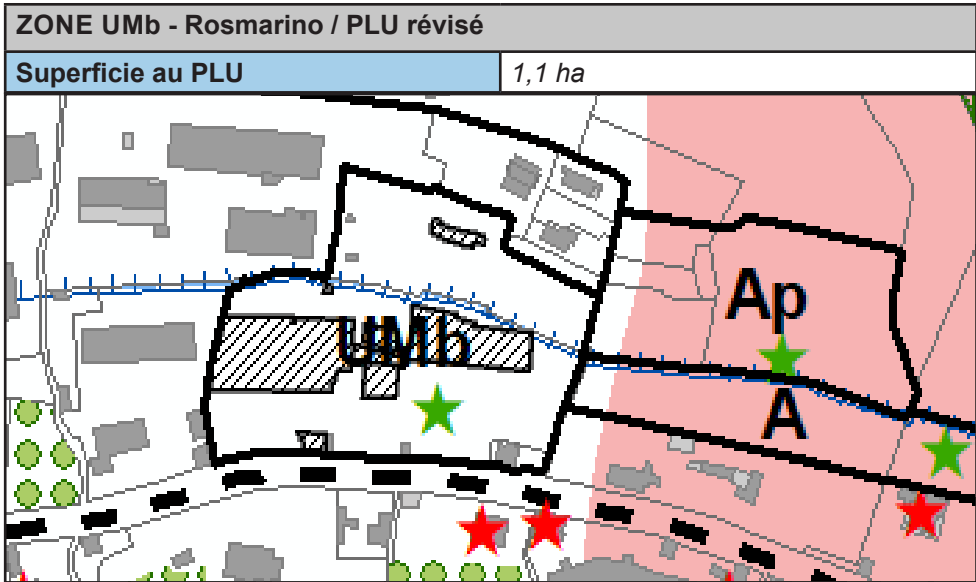 ZONE UMb - Rosmarino / PLU révisé
Superficie au PLU 1,1 ha
Ap
UMb
A